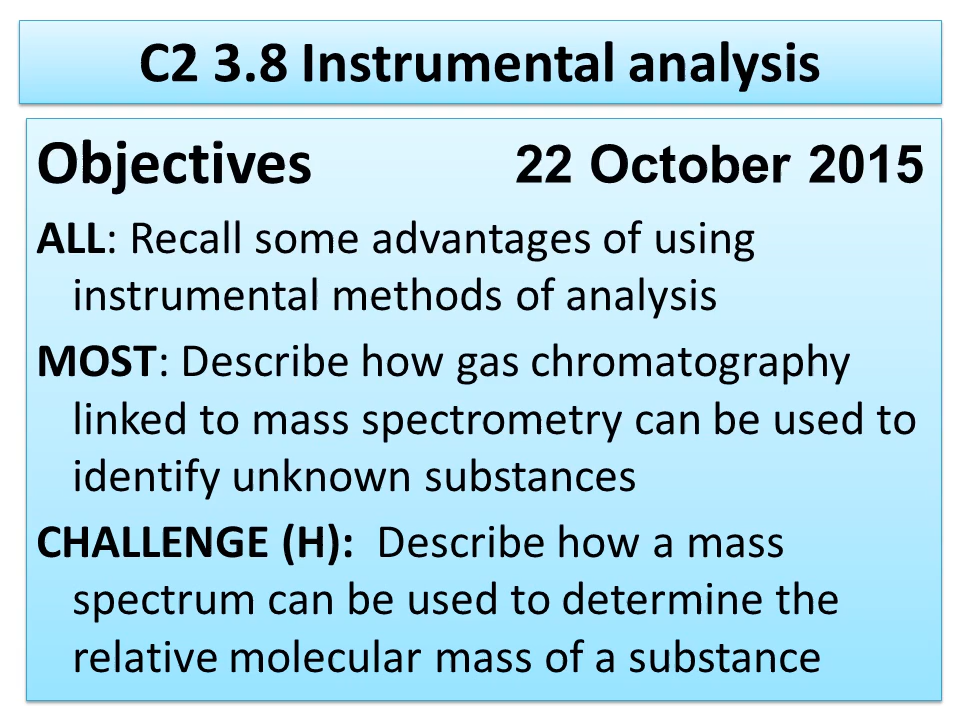 C2 3.8 Instrumental analysis
Objectives 22 October 2015
ALL: Recall some advantages of using
instrumental methods of analysis
MOST: Describe how gas chromatography
linked to mass spectrometry can be used to
identify unknown substances
CHALLENGE (H): Describe how a mass
spectrum can be used to determine the
relative molecular mass of a substance